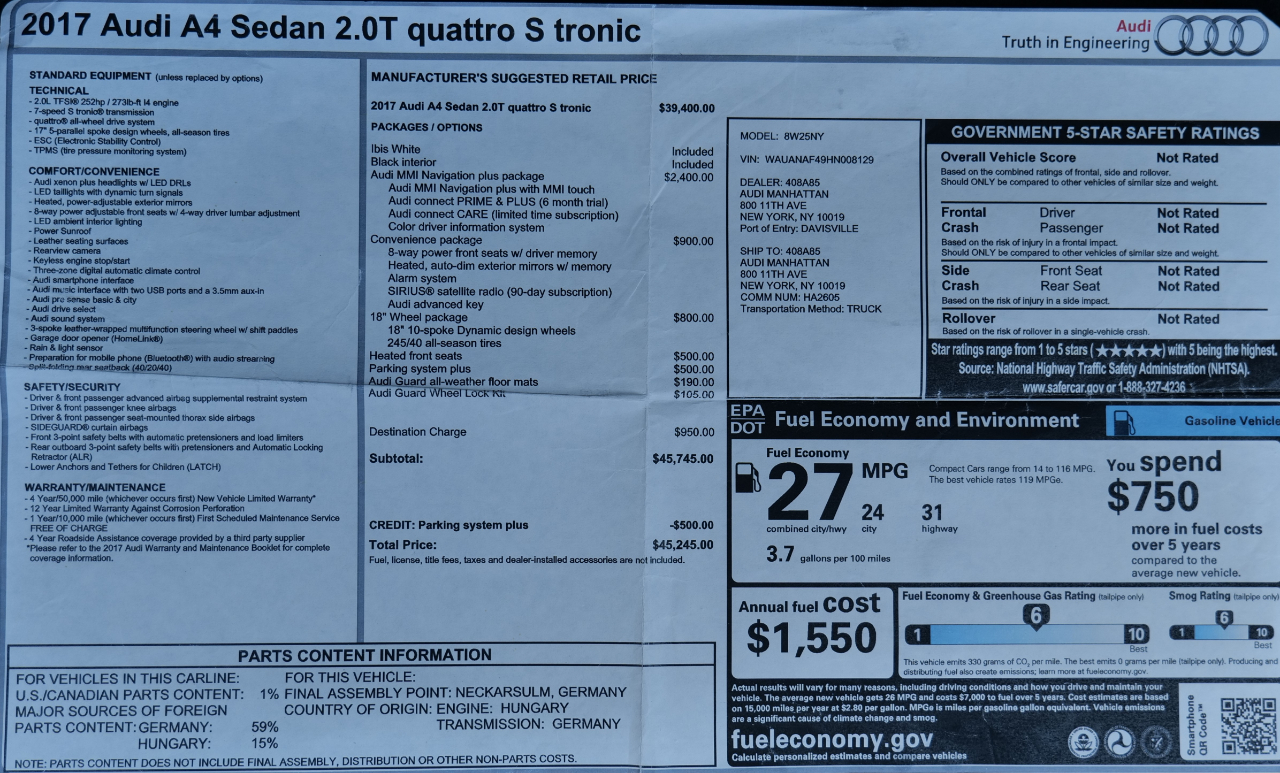 2017 Audi A4 Sedan 2.0T quattro S tronic
Audi
Truth in Engineering
STANDARD EQUIPMENT (unless replaced by options)
TECHNICAL
- 2.0L TFSI® 252hp / 273lb-ft I4 engine
- 7-speed S tronic® transmission
- quattro® all-wheel drive system
- 17" 5-parallel spoke design wheels, all-season tires
- ESC (Electronic Stability Control)
- TPMS (tire pressure monitoring system)
COMFORT/CONVENIENCE
- Audi xenon plus headlights w/ LED DRLs
- LED taillights with dynamic turn signals
- Heated, power-adjustable exterior mirrors
- 8-way power adjustable front seats w/ 4-way driver lumbar adjustment
- LED ambient interior lighting
- Power Sunroof
- Leather seating surfaces
- Rearview camera
- Keyless engine stop/start
- Three-zone digital automatic climate control
- Audi smartphone interface
- Audi music interface with two USB ports and a 3.5mm aux-in
- Audi pre sense basic & city
- Audi drive select
- Audi sound system
- 3-spoke leather-wrapped multifunction steering wheel w/ shift paddles
- Garage door opener (HomeLink®)
- Rain & light sensor
- Preparation for mobile phone (Bluetooth®) with audio streaming
- Split-folding rear seatback (40/20/40)
SAFETY/SECURITY
- Driver & front passenger advanced airbag supplemental restraint system
- Driver & front passenger knee airbags
- Driver & front passenger seat-mounted thorax side airbags
- SIDEGUARD® curtain airbags
- Front 3-point safety belts with automatic pretensioners and load limiters
- Rear outboard 3-point safety belts with pretensioners and Automatic Locking
Retractor (ALR)
- Lower Anchors and Tethers for Children (LATCH)
WARRANTY/MAINTENANCE
- 4 Year/50,000 mile (whichever occurs first) New Vehicle Limited Warranty*
- 12 Year Limited Warranty Against Corrosion Perforation
- 1 Year/10,000 mile (whichever occurs first) First Scheduled Maintenance Service
FREE OF CHARGE
- 4 Year Roadside Assistance coverage provided by a third party supplier
*Please refer to the 2017 Audi Warranty and Maintenance Booklet for complete
coverage information.
MANUFACTURER'S SUGGESTED RETAIL PRICE
2017 Audi A4 Sedan 2.0T quattro S tronic $39,400.00
PACKAGES / OPTIONS
Ibis White Included
Black interior Included
Audi MMI Navigation plus package $2,400.00
Audi MMI Navigation plus with MMI touch
Audi connect PRIME & PLUS (6 month trial)
Audi connect CARE (limited time subscription)
Color driver information system
Convenience package $900.00
8-way power front seats w/ driver memory
Heated, auto-dim exterior mirrors w/ memory
Alarm system
SIRIUS® satellite radio (90-day subscription)
Audi advanced key
18" Wheel package $800.00
18" 10-spoke Dynamic design wheels
245/40 all-season tires
Heated front seats $500.00
Parking system plus $500.00
Audi Guard all-weather floor mats $190.00
Audi Guard Wheel Lock Kit $105.00
Destination Charge $950.00
Subtotal: $45,745.00
CREDIT: Parking system plus -$500.00
Total Price: $45,245.00
Fuel, license, title fees, taxes and dealer-installed accessories are not included.
MODEL: 8W25NY
VIN: WAUANAF49HN008129
DEALER: 408A85
AUDI MANHATTAN
800 11TH AVE
NEW YORK, NY 10019
Port of Entry: DAVISVILLE
SHIP TO: 408A85
AUDI MANHATTAN
800 11TH AVE
NEW YORK, NY 10019
COMM NUM: HA2605
Transportation Method: TRUCK
GOVERNMENT 5-STAR SAFETY RATINGS
Overall Vehicle Score Not Rated
Based on the combined ratings of frontal, side and rollover.
Should ONLY be compared to other vehicles of similar size and weight.
Frontal Driver Not Rated
Crash Passenger Not Rated
Based on the risk of injury in a frontal impact.
Should ONLY be compared to other vehicles of similar size and weight.
Side Front Seat Not Rated
Crash Rear Seat Not Rated
Based on the risk of injury in a side impact.
Rollover Not Rated
Based on the risk of rollover in a single-vehicle crash.
Star ratings range from 1 to 5 stars (★★★★★) with 5 being the highest.
Source: National Highway Traffic Safety Administration (NHTSA).
www.safercar.gov or 1-888-327-4236
EPA
DOT
Fuel Economy and Environment
Gasoline Vehicle
Fuel Economy
27 MPG
combined city/hwy
24
city
31
highway
3.7 gallons per 100 miles
Compact Cars range from 14 to 116 MPG.
The best vehicle rates 119 MPGe.
You spend
$750
more in fuel costs
over 5 years
compared to the
average new vehicle.
Annual fuel cost
$1,550
Fuel Economy & Greenhouse Gas Rating (tailpipe only)
1 6 10
Best
Smog Rating (tailpipe only)
1 6 10
Best
This vehicle emits 330 grams of CO₂ per mile. The best emits 0 grams per mile (tailpipe only). Producing and
distributing fuel also create emissions; learn more at fueleconomy.gov.
Actual results will vary for many reasons, including driving conditions and how you drive and maintain your
vehicle. The average new vehicle gets 26 MPG and costs $7,000 to fuel over 5 years. Cost estimates are based
on 15,000 miles per year at $2.80 per gallon. MPGe is miles per gasoline gallon equivalent. Vehicle emissions
are a significant cause of climate change and smog.
fueleconomy.gov
Calculate personalized estimates and compare vehicles
Smartphone
QR Code™
PARTS CONTENT INFORMATION
FOR VEHICLES IN THIS CARLINE:
U.S./CANADIAN PARTS CONTENT: 1%
MAJOR SOURCES OF FOREIGN
PARTS CONTENT: GERMANY: 59%
HUNGARY: 15%
FOR THIS VEHICLE:
FINAL ASSEMBLY POINT: NECKARSULM, GERMANY
COUNTRY OF ORIGIN: ENGINE: HUNGARY
TRANSMISSION: GERMANY
NOTE: PARTS CONTENT DOES NOT INCLUDE FINAL ASSEMBLY, DISTRIBUTION OR OTHER NON-PARTS COSTS.